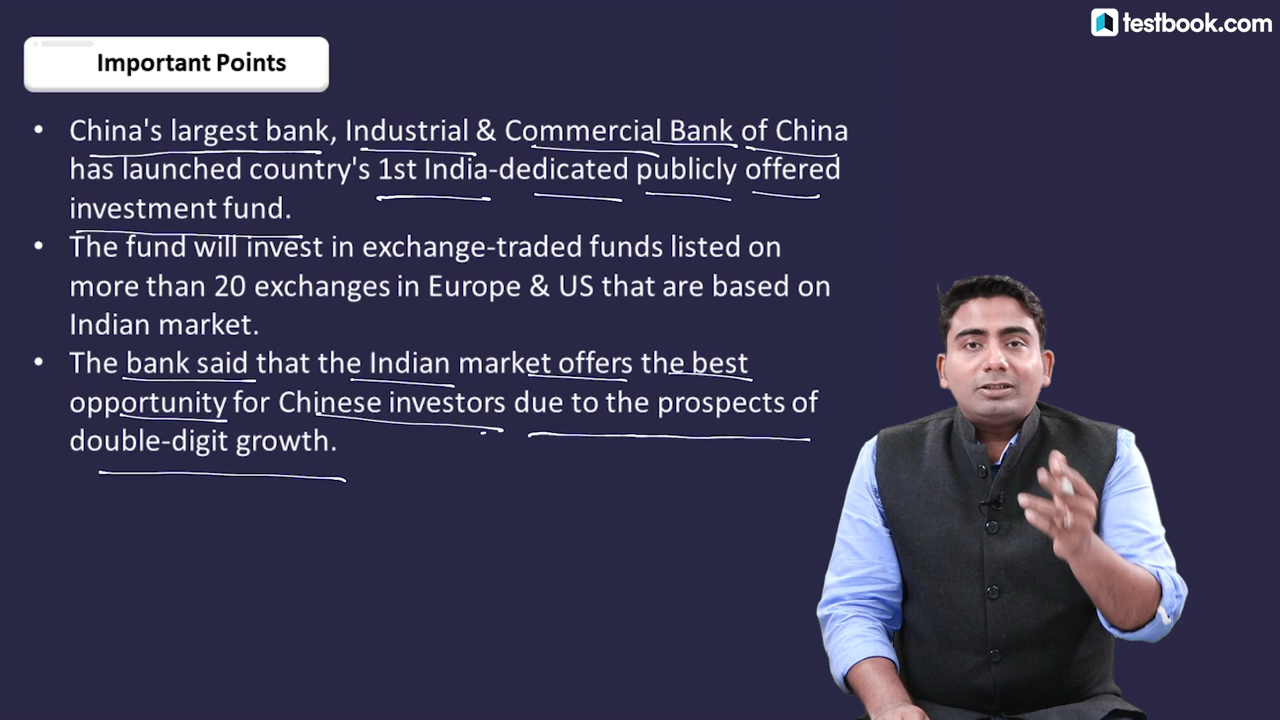 testbook.com
Important Points
• China's largest bank, Industrial & Commercial Bank of China
has launched country's 1st India-dedicated publicly offered
investment fund.
• The fund will invest in exchange-traded funds listed on
more than 20 exchanges in Europe & US that are based on
Indian market.
• The bank said that the Indian market offers the best
opportunity for Chinese investors due to the prospects of
double-digit growth.